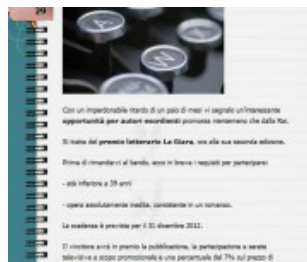 29
A
W
Con un imperdonabile ritardo di un paio di mesi vi segnalo un'interessante
opportunità per autori esordienti promossa nientemeno che dalla Rai.
Si tratta del premio letterario La Giara, ora alla sua seconda edizione.
Prima di rimandarvi al bando, ecco in breve i requisiti per partecipare:
- età inferiore a 39 anni
- opera assolutamente inedita, consistente in un romanzo.
La scadenza è prevista per il 31 dicembre 2012.
Il vincitore avrà in premio la pubblicazione, la partecipazione a serate
televisive a scopo promozionale e una percentuale del 7% sul prezzo di